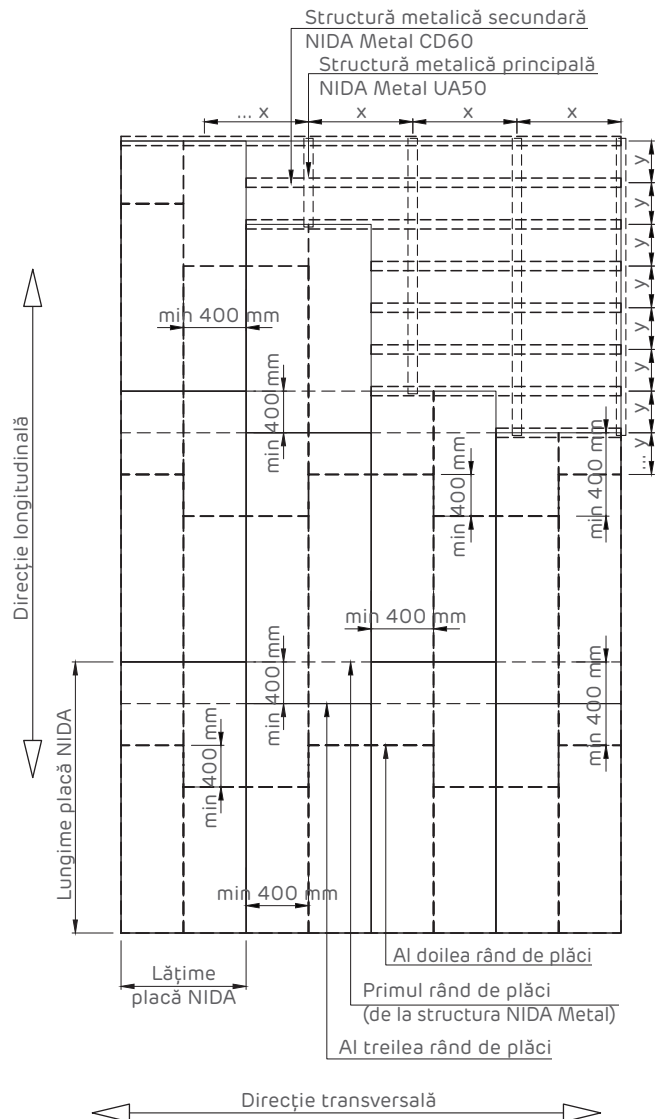 Structură metalică secundară
NIDA Metal CD60
Structură metalică principală
NIDA Metal UA50
... x
x
x
x
y
y
y
y
y
y
y
... y
Direcție longitudinală
min 400 mm
min 400 mm
min 400 mm
min 400 mm
min 400 mm
min 400 mm
min 400 mm
min 400 mm
min 400 mm
Lungime placă NIDA
Lățime
placă NIDA
Al doilea rând de plăci
Primul rând de plăci
(de la structura NIDA Metal)
Al treilea rând de plăci
Direcție transversală